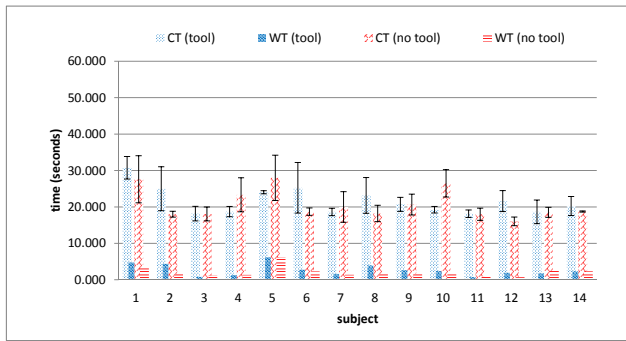 CT (tool) WT (tool) CT (no tool) WT (no tool)
60.000
50.000
40.000
30.000
20.000
10.000
0.000
time (seconds)
1 2 3 4 5 6 7 8 9 10 11 12 13 14
subject